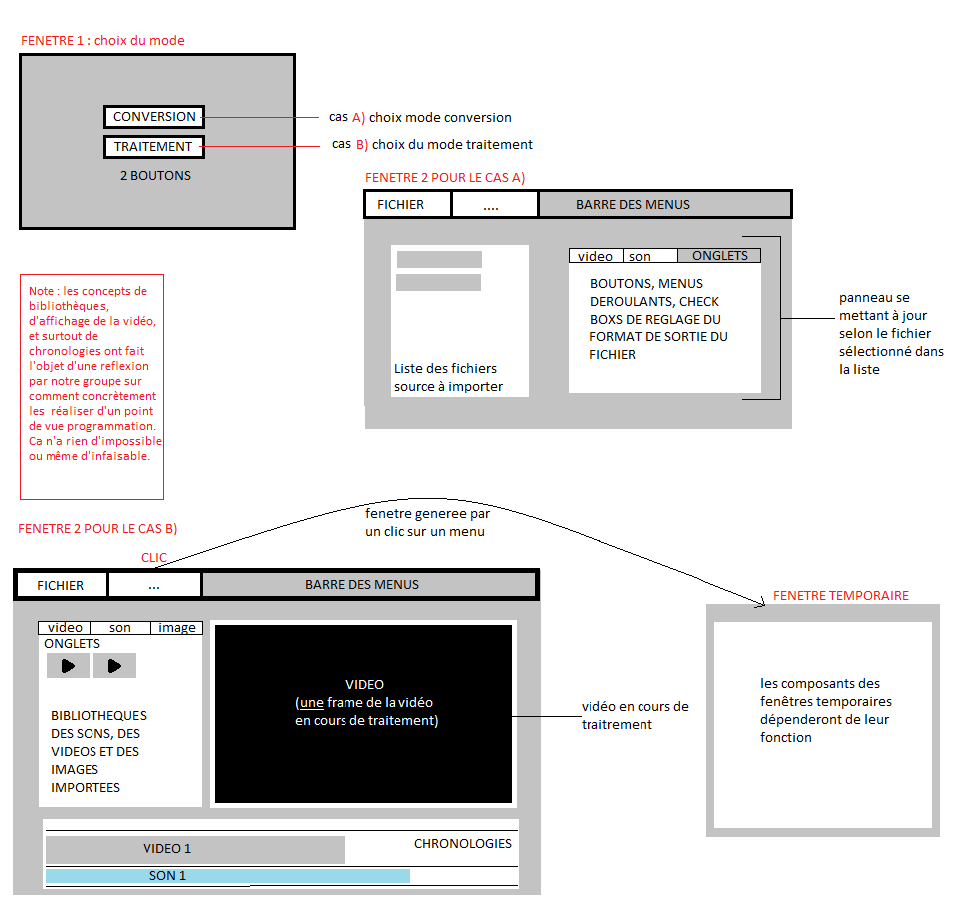 FENETRE 1 : choix du mode
CONVERSION
TRAITEMENT
2 BOUTONS
cas A) choix mode conversion
cas B) choix du mode traitement
FENETRE 2 POUR LE CAS A)
FICHIER
....
BARRE DES MENUS
Liste des fichiers
source à importer
video
son
ONGLETS
BOUTONS, MENUS
DEROULANTS, CHECK
BOXS DE REGLAGE DU
FORMAT DE SORTIE DU
FICHIER
panneau se
mettant à jour
selon le fichier
sélectionné dans
la liste
Note : les concepts de
bibliothèques,
d'affichage de la vidéo,
et surtout de
chronologies ont fait
l'objet d'une reflexion
par notre groupe sur
comment concrètement
les réaliser d'un point
de vue programmation.
Ca n'a rien d'impossible
ou même d'infaisable.
FENETRE 2 POUR LE CAS B)
CLIC
fenetre generee par
un clic sur un menu
FICHIER
...
BARRE DES MENUS
video
son
image
ONGLETS
BIBLIOTHEQUES
DES SONS, DES
VIDEOS ET DES
IMAGES
IMPORTEES
VIDEO
(une frame de la vidéo
en cours de traitement)
vidéo en cours de
traitrement
CHRONOLOGIES
VIDEO 1
SON 1
FENETRE TEMPORAIRE
les composants des
fenêtres temporaires
dépenderont de leur
fonction